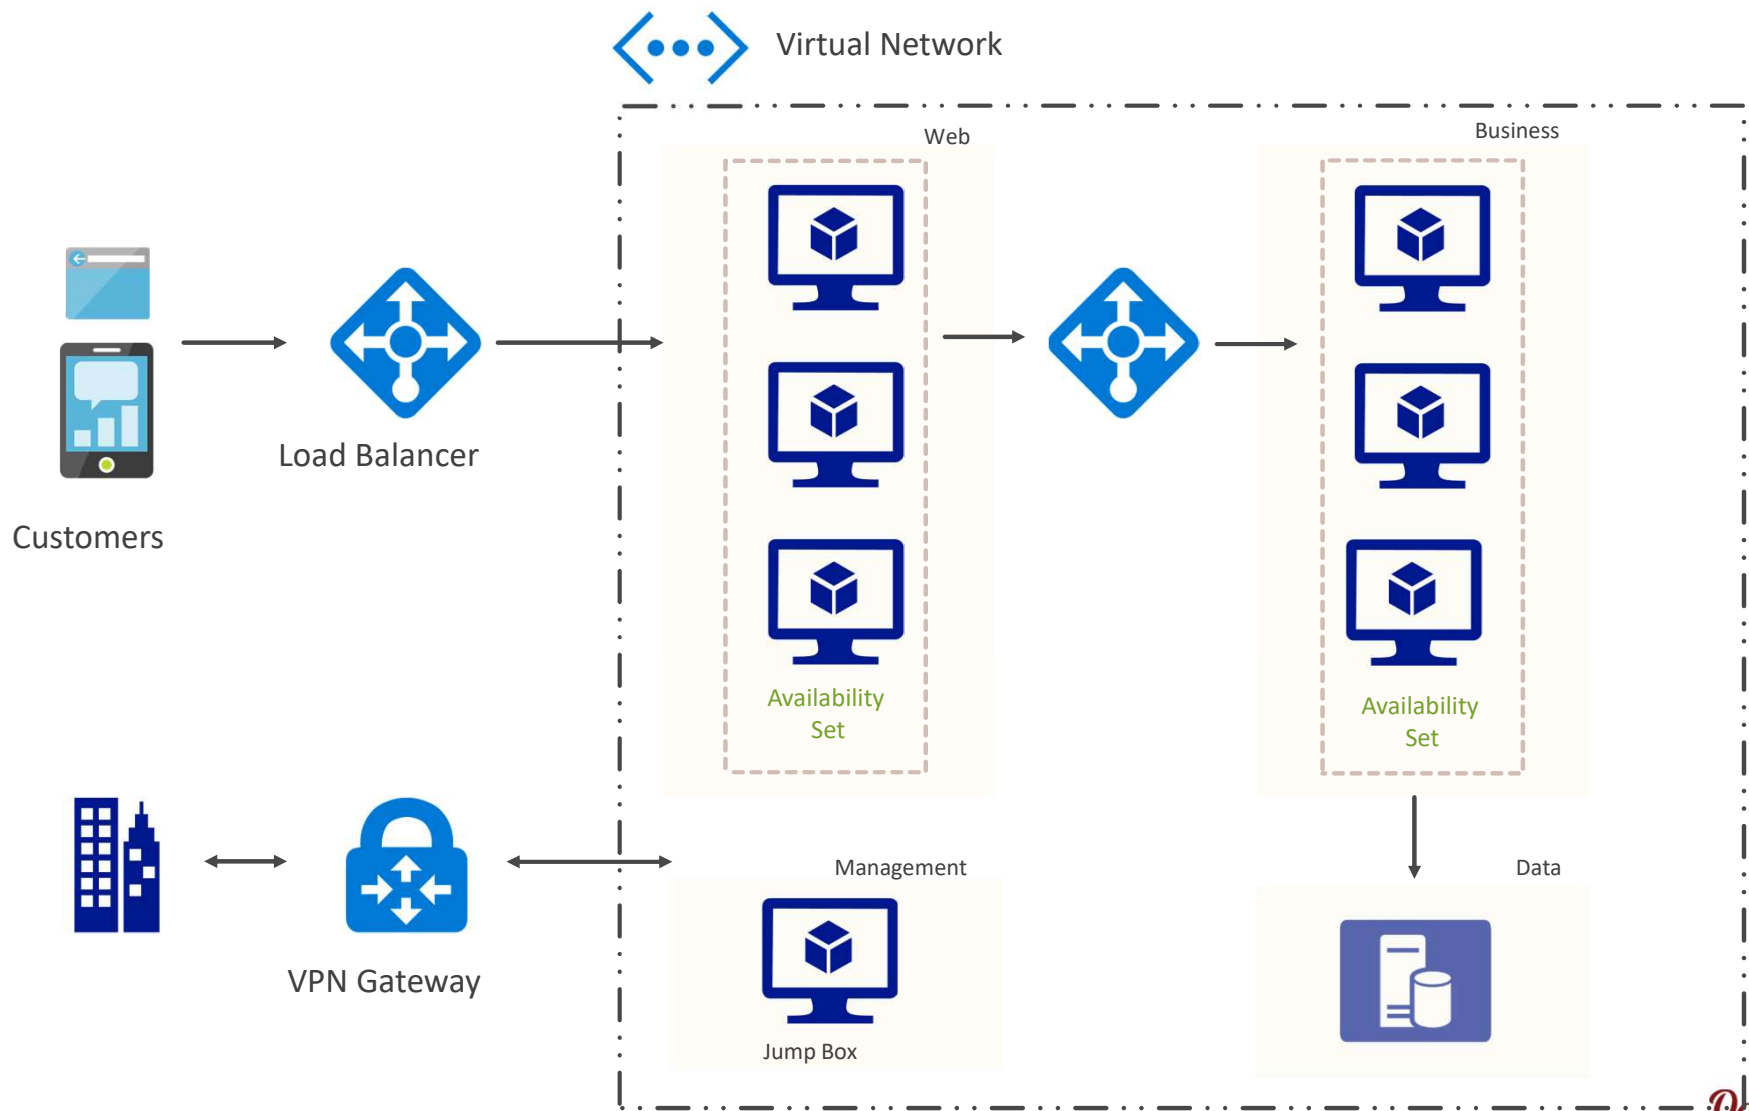 Virtual Network
Web
Business
Load Balancer
Customers
Availability
Set
Availability
Set
Management
Data
VPN Gateway
Jump Box